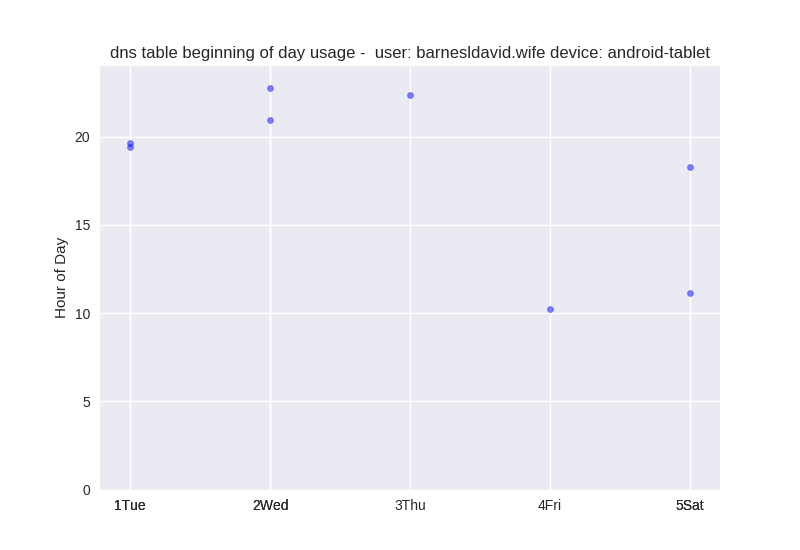 dns table beginning of day usage -  user: barnesldavid.wife device: android-tablet
20
15
10
5
0
Hour of Day
1Tue 2Wed 3Thu 4Fri 5Sat